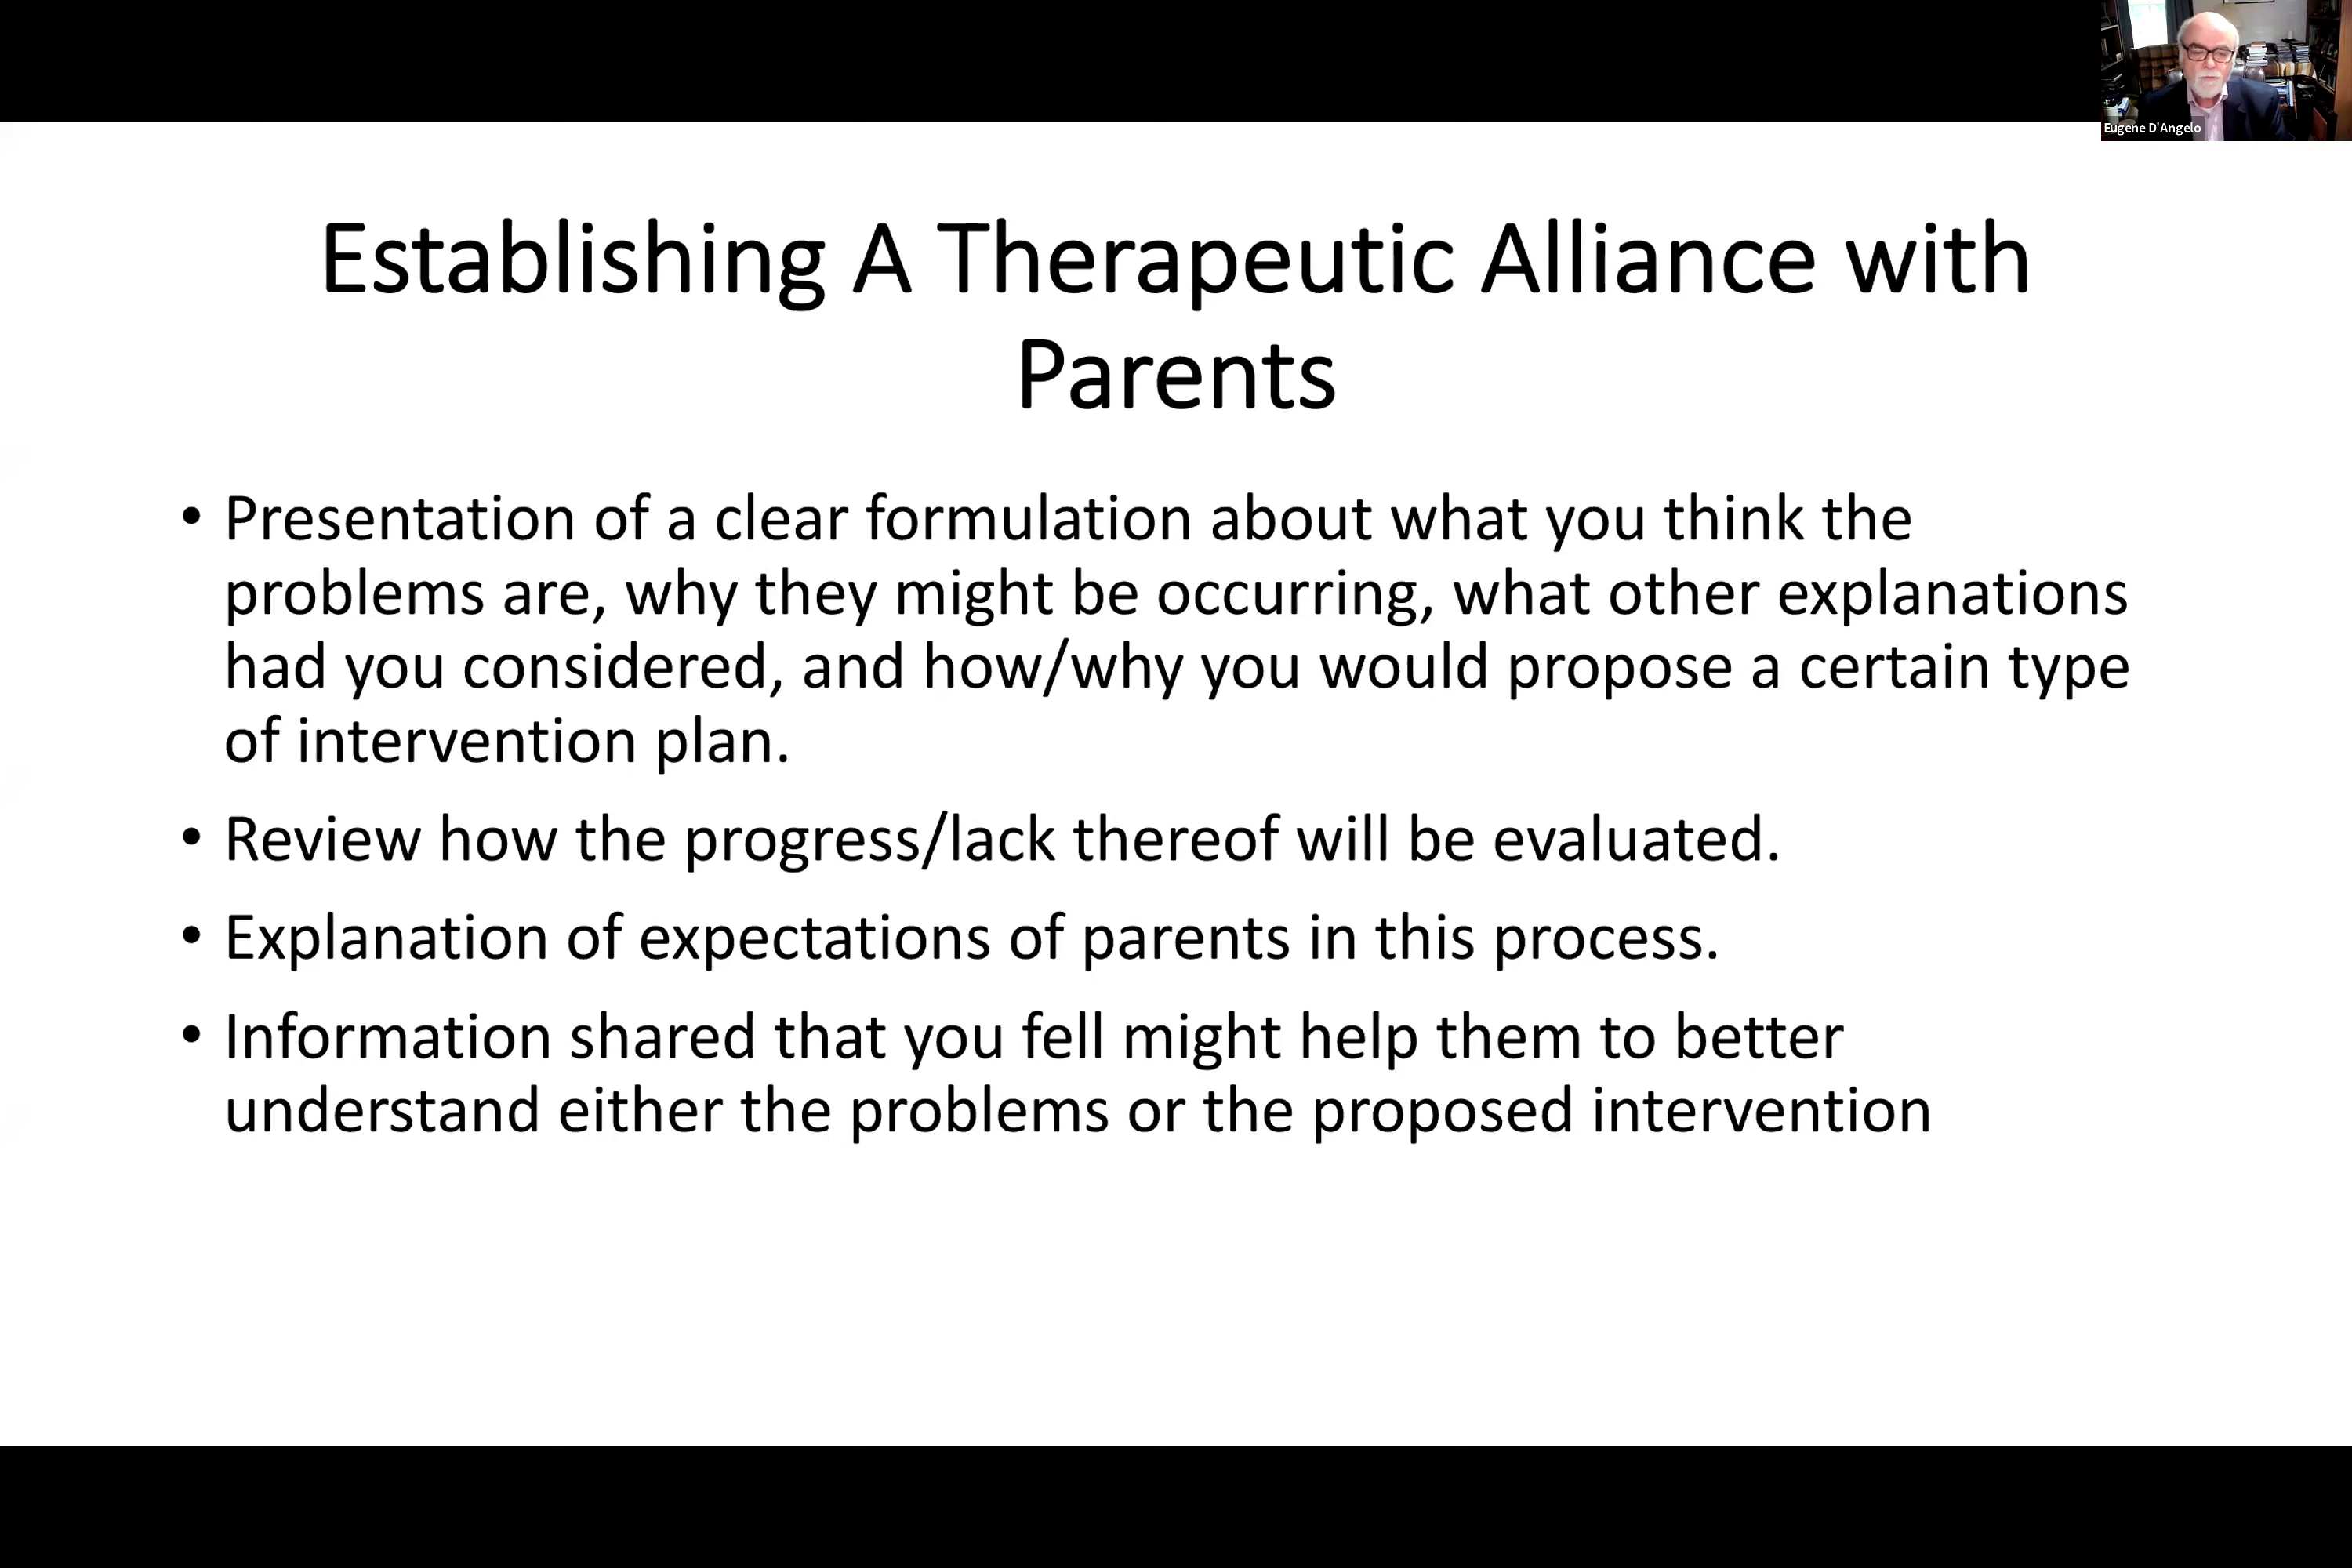 Eugene D'Angelo
Establishing A Therapeutic Alliance with
Parents
• Presentation of a clear formulation about what you think the
problems are, why they might be occurring, what other explanations
had you considered, and how/why you would propose a certain type
of intervention plan.
• Review how the progress/lack thereof will be evaluated.
• Explanation of expectations of parents in this process.
• Information shared that you fell might help them to better
understand either the problems or the proposed intervention